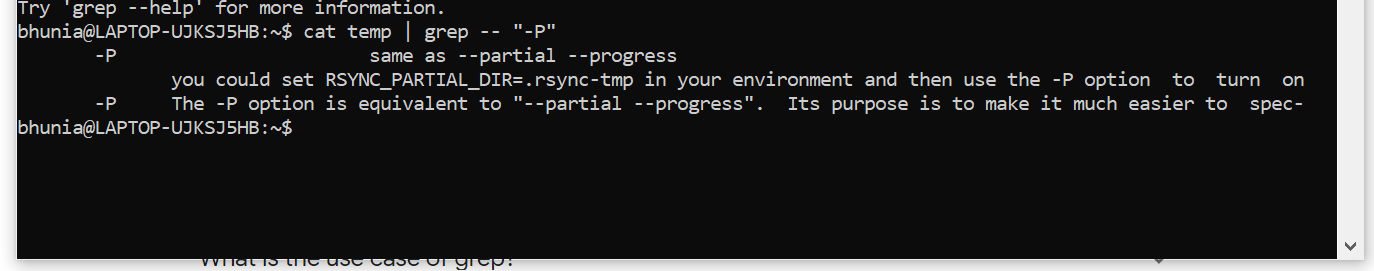 Try 'grep --help' for more information.
bhunia@LAPTOP-UJKSJ5HB:~$ cat temp | grep -- "-P"
       -P                       same as --partial --progress
              you could set RSYNC_PARTIAL_DIR=.rsync-tmp in your environment and then use the -P option  to  turn  on
       -P     The -P option is equivalent to "--partial --progress".  Its purpose is to make it much easier to  spec-
bhunia@LAPTOP-UJKSJ5HB:~$
What is the use case of grep?